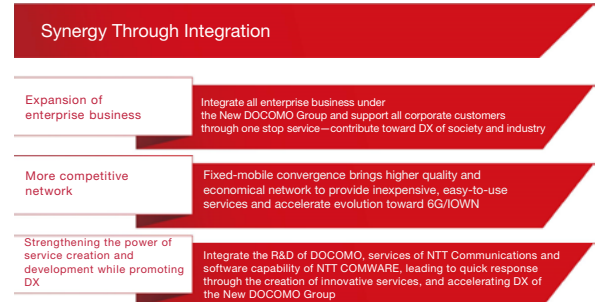 Synergy Through Integration
Expansion of
enterprise business
Integrate all enterprise business under
the New DOCOMO Group and support all corporate customers
through one stop service—contribute toward DX of society and industry
More competitive
network
Fixed-mobile convergence brings higher quality and
economical network to provide inexpensive, easy-to-use
services and accelerate evolution toward 6G/IOWN
Strengthening the power of
service creation and
development while promoting
DX
Integrate the R&D of DOCOMO, services of NTT Communications and
software capability of NTT COMWARE, leading to quick response
through the creation of innovative services, and accelerating DX of
the New DOCOMO Group